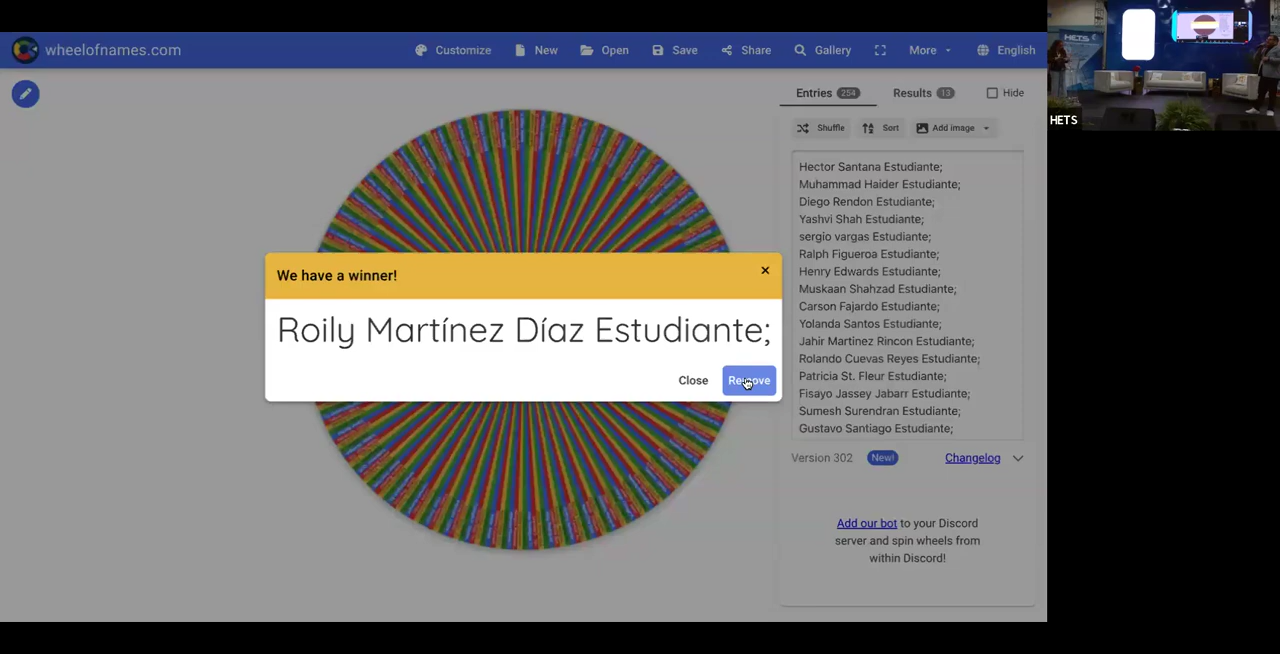 wheelofnames.com
Customize
New
Open
Save
Share
Gallery
More
English
Entries 254
Results 13
Hide
Shuffle
Sort
Add image
Hector Santana Estudiante;
Muhammad Haider Estudiante;
Diego Rendon Estudiante;
Yashvi Shah Estudiante;
sergio vargas Estudiante;
Ralph Figueroa Estudiante;
Henry Edwards Estudiante;
Muskaan Shahzad Estudiante;
Carson Fajardo Estudiante;
Yolanda Santos Estudiante;
Jahir Martinez Rincon Estudiante;
Rolando Cuevas Reyes Estudiante;
Patricia St. Fleur Estudiante;
Fisayo Jassey Jabarr Estudiante;
Sumesh Surendran Estudiante;
Gustavo Santiago Estudiante;
We have a winner!
Roily Martínez Díaz Estudiante;
Close
Remove
Version 302
New!
Changelog
Add our bot to your Discord
server and spin wheels from
within Discord!
HETS
HETS